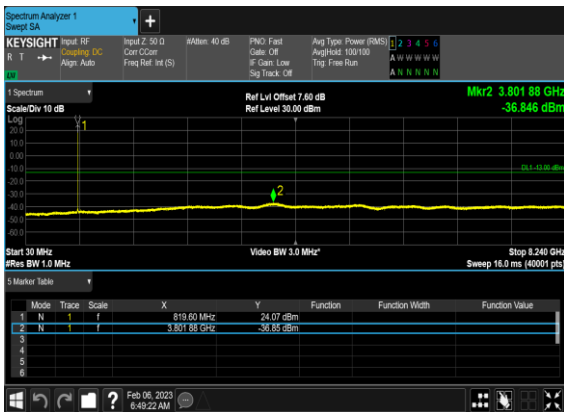 Spectrum Analyzer 1
Swept SA
+
KEYSIGHT Input: RF Input Z: 50 Ω #Atten: 40 dB PNO: Fast Avg Type: Power (RMS) 1 2 3 4 5 6
R T Coupling: DC Corr CCorr Gate: Off Avg|Hold: 100/100 A W W W W W
Align: Auto Freq Ref: Int (S) IF Gain: Low Trig: Free Run
LXI Sig Track: Off A N N N N N
1 Spectrum Ref Lvl Offset 7.60 dB Mkr2 3.801 88 GHz
Scale/Div 10 dB Ref Level 30.00 dBm -36.846 dBm
Log
20.0
10.0
0.00
-10.0
-20.0
-30.0
-40.0
-50.0
-60.0
1
DL1 -13.00 dBm
2
Start 30 MHz Video BW 3.0 MHz* Stop 8.240 GHz
#Res BW 1.0 MHz Sweep 16.0 ms (40001 pts)
5 Marker Table
Mode Trace Scale X Y Function Function Width Function Value
1 N 1 f 819.60 MHz 24.07 dBm
2 N 1 f 3.801 88 GHz -36.85 dBm
3
4
5
6
? Feb 06, 2023
6:49:22 AM